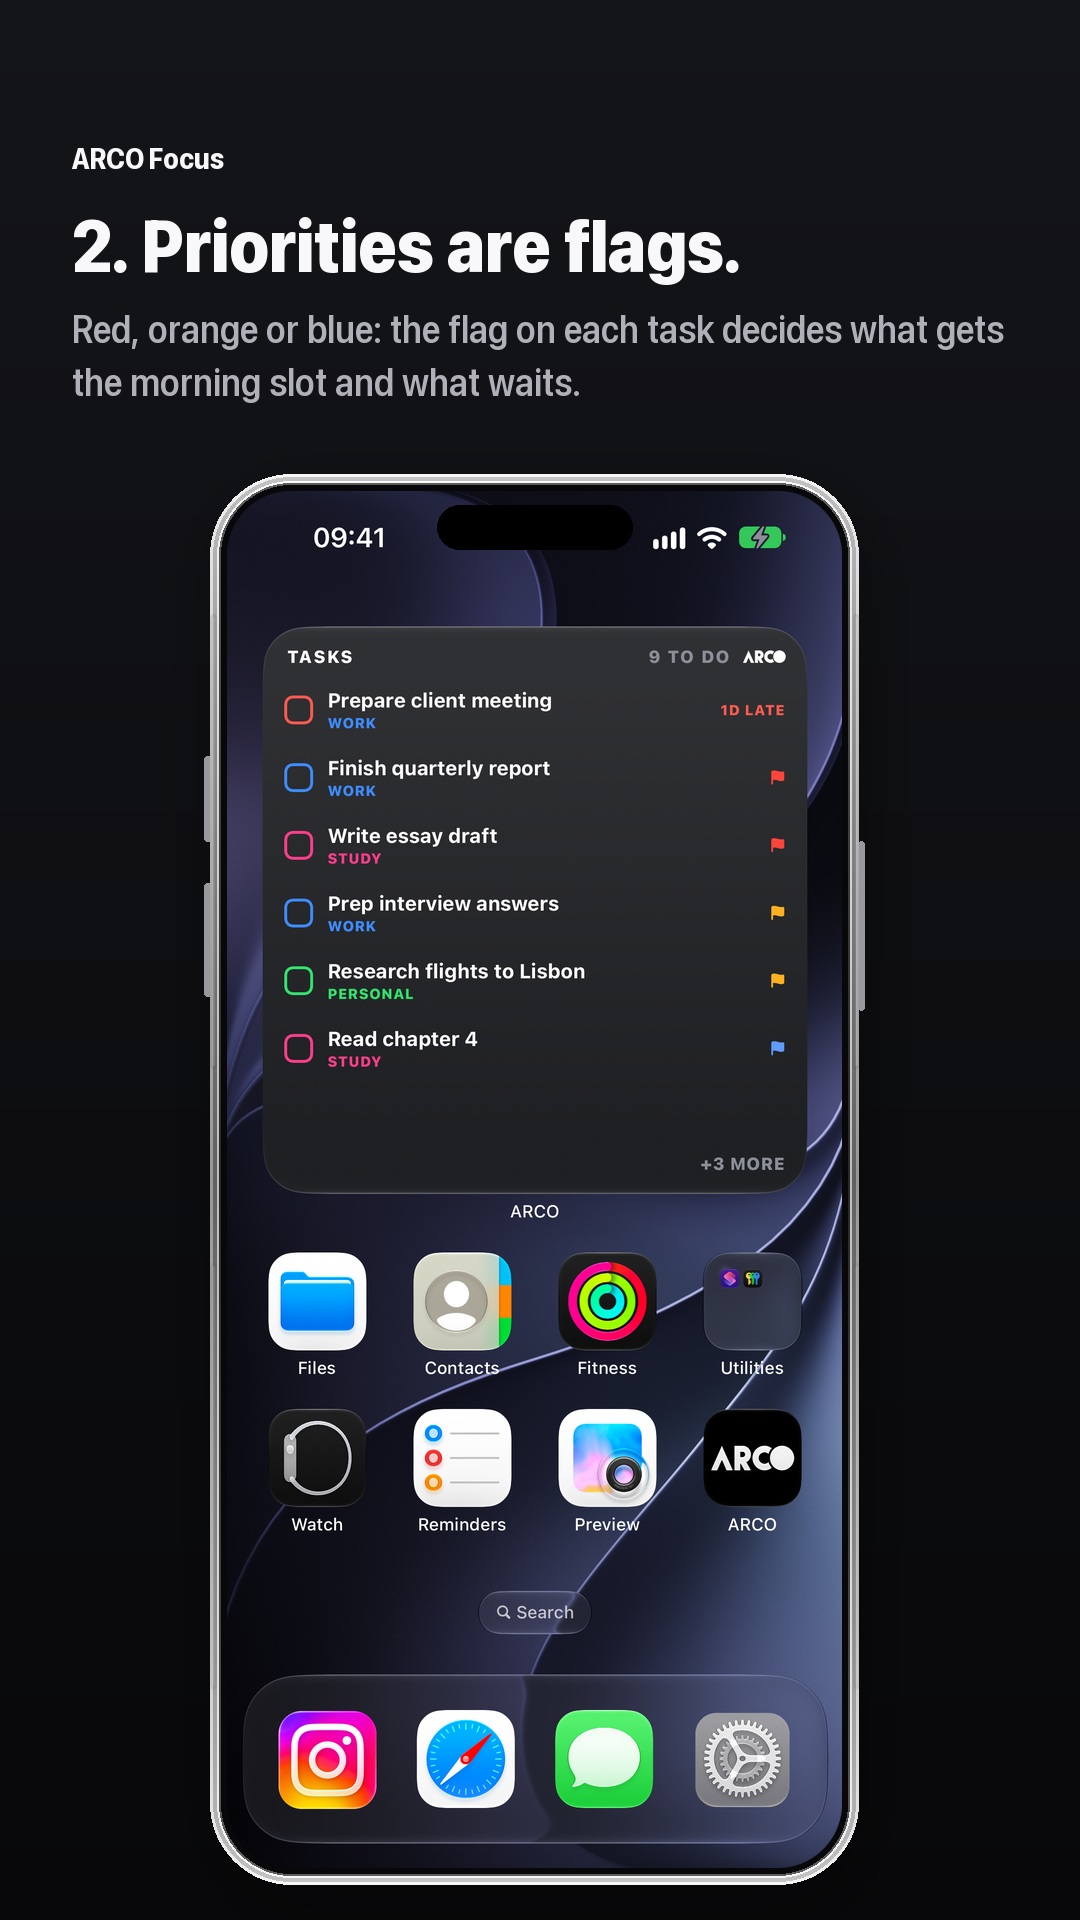 ARCO Focus
2. Priorities are flags.
Red, orange or blue: the flag on each task decides what gets
the morning slot and what waits.
09:41
TASKS 9 TO DO ARCO
Prepare client meeting
WORK
1D LATE
Finish quarterly report
WORK
Write essay draft
STUDY
Prep interview answers
WORK
Research flights to Lisbon
PERSONAL
Read chapter 4
STUDY
+3 MORE
ARCO
Files Contacts Fitness Utilities
ARCO
Watch Reminders Preview ARCO
Search